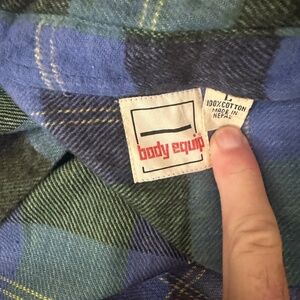 body equip
L
100% COTTON
MADE IN
NEPAL